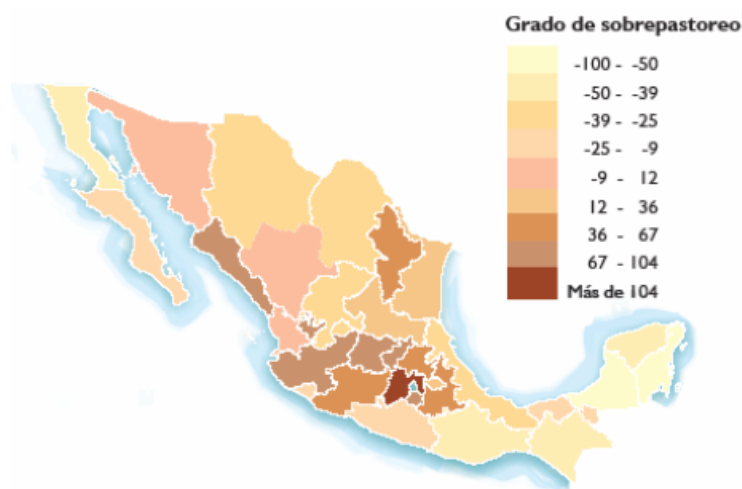 Grado de sobrepastoreo
-100 - -50
-50 - -39
-39 - -25
-25 - -9
-9 - 12
12 - 36
36 - 67
67 - 104
Más de 104